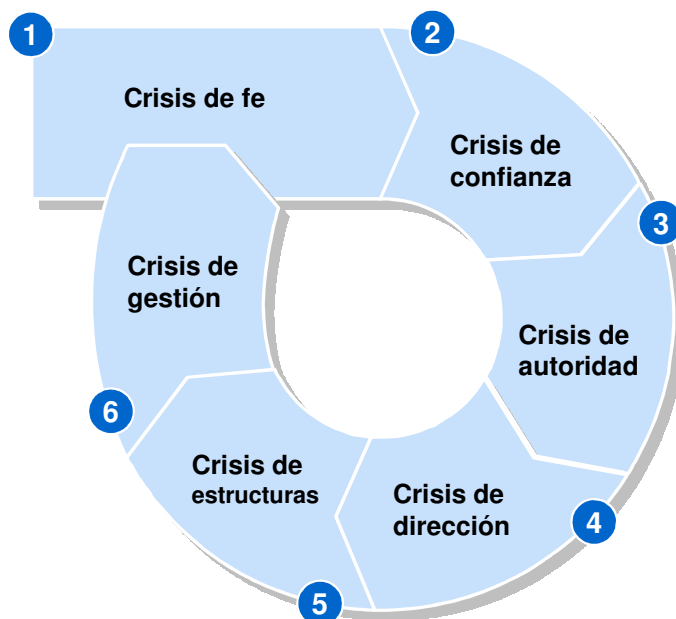 1
Crisis de fe
2
Crisis de
confianza
3
Crisis de
autoridad
4
Crisis de
dirección
5
Crisis de
estructuras
6
Crisis de
gestión